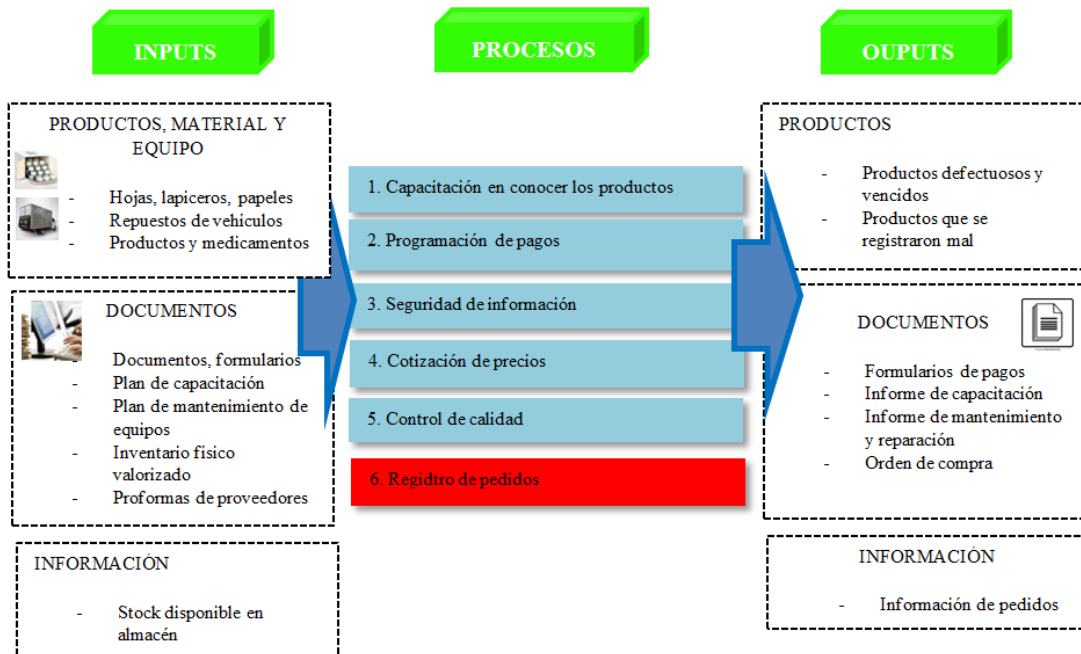 INPUTS
PROCESOS
OUPUTS
PRODUCTOS, MATERIAL Y
EQUIPO
- Hojas, lapiceros, papeles
- Repuestos de vehículos
- Productos y medicamentos
DOCUMENTOS
- Documentos, formularios
- Plan de capacitación
- Plan de mantenimiento de
equipos
- Inventario físico
valorizado
- Proformas de proveedores
INFORMACIÓN
- Stock disponible en
almacén
1. Capacitación en conocer los productos
2. Programación de pagos
3. Seguridad de información
4. Cotización de precios
5. Control de calidad
6. Regidtro de pedidos
PRODUCTOS
- Productos defectuosos y
vencidos
- Productos que se
registraron mal
DOCUMENTOS
- Formularios de pagos
- Informe de capacitación
- Informe de mantenimiento
y reparación
- Orden de compra
INFORMACIÓN
- Información de pedidos